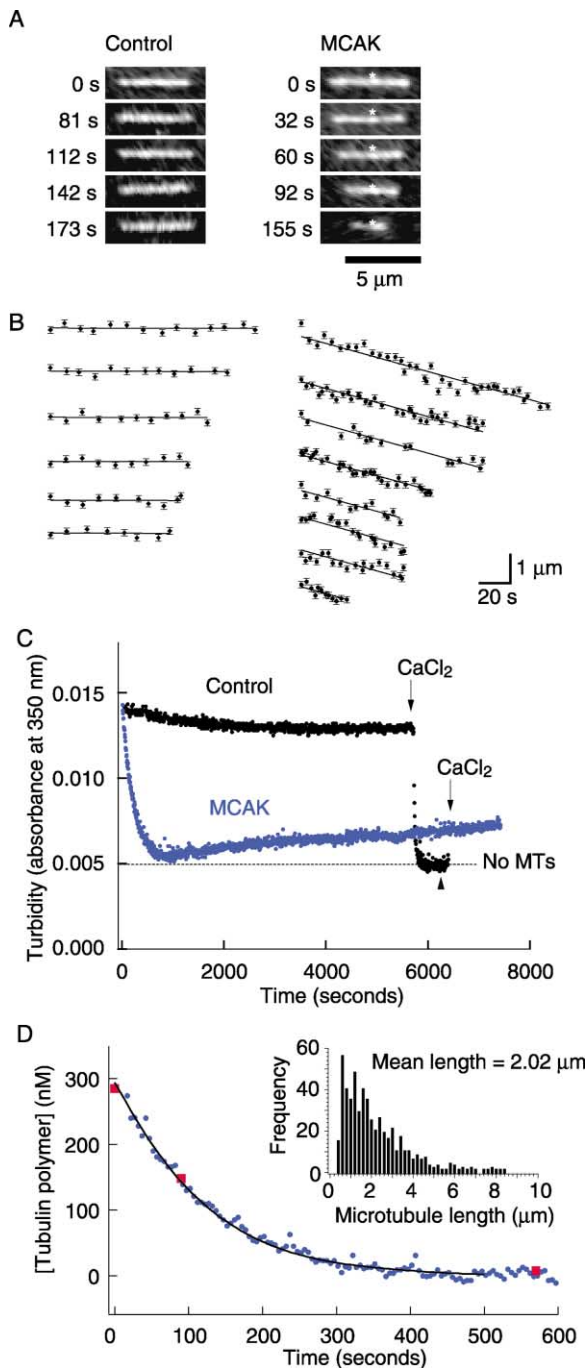 A
Control
MCAK
0 s
81 s
112 s
142 s
173 s
0 s
32 s
60 s
92 s
155 s
5 µm
B
1 µm
20 s
C
Turbidity (absorbance at 350 nm)
0.015
0.010
0.005
0.000
Control
CaCl2
MCAK
CaCl2
No MTs
0
2000
4000
6000
8000
Time (seconds)
D
[Tubulin polymer] (nM)
300
200
100
0
0
100
200
300
400
500
600
Time (seconds)
Frequency
60
40
20
0
Mean length = 2.02 µm
2
4
6
8
10
Microtubule length (µm)